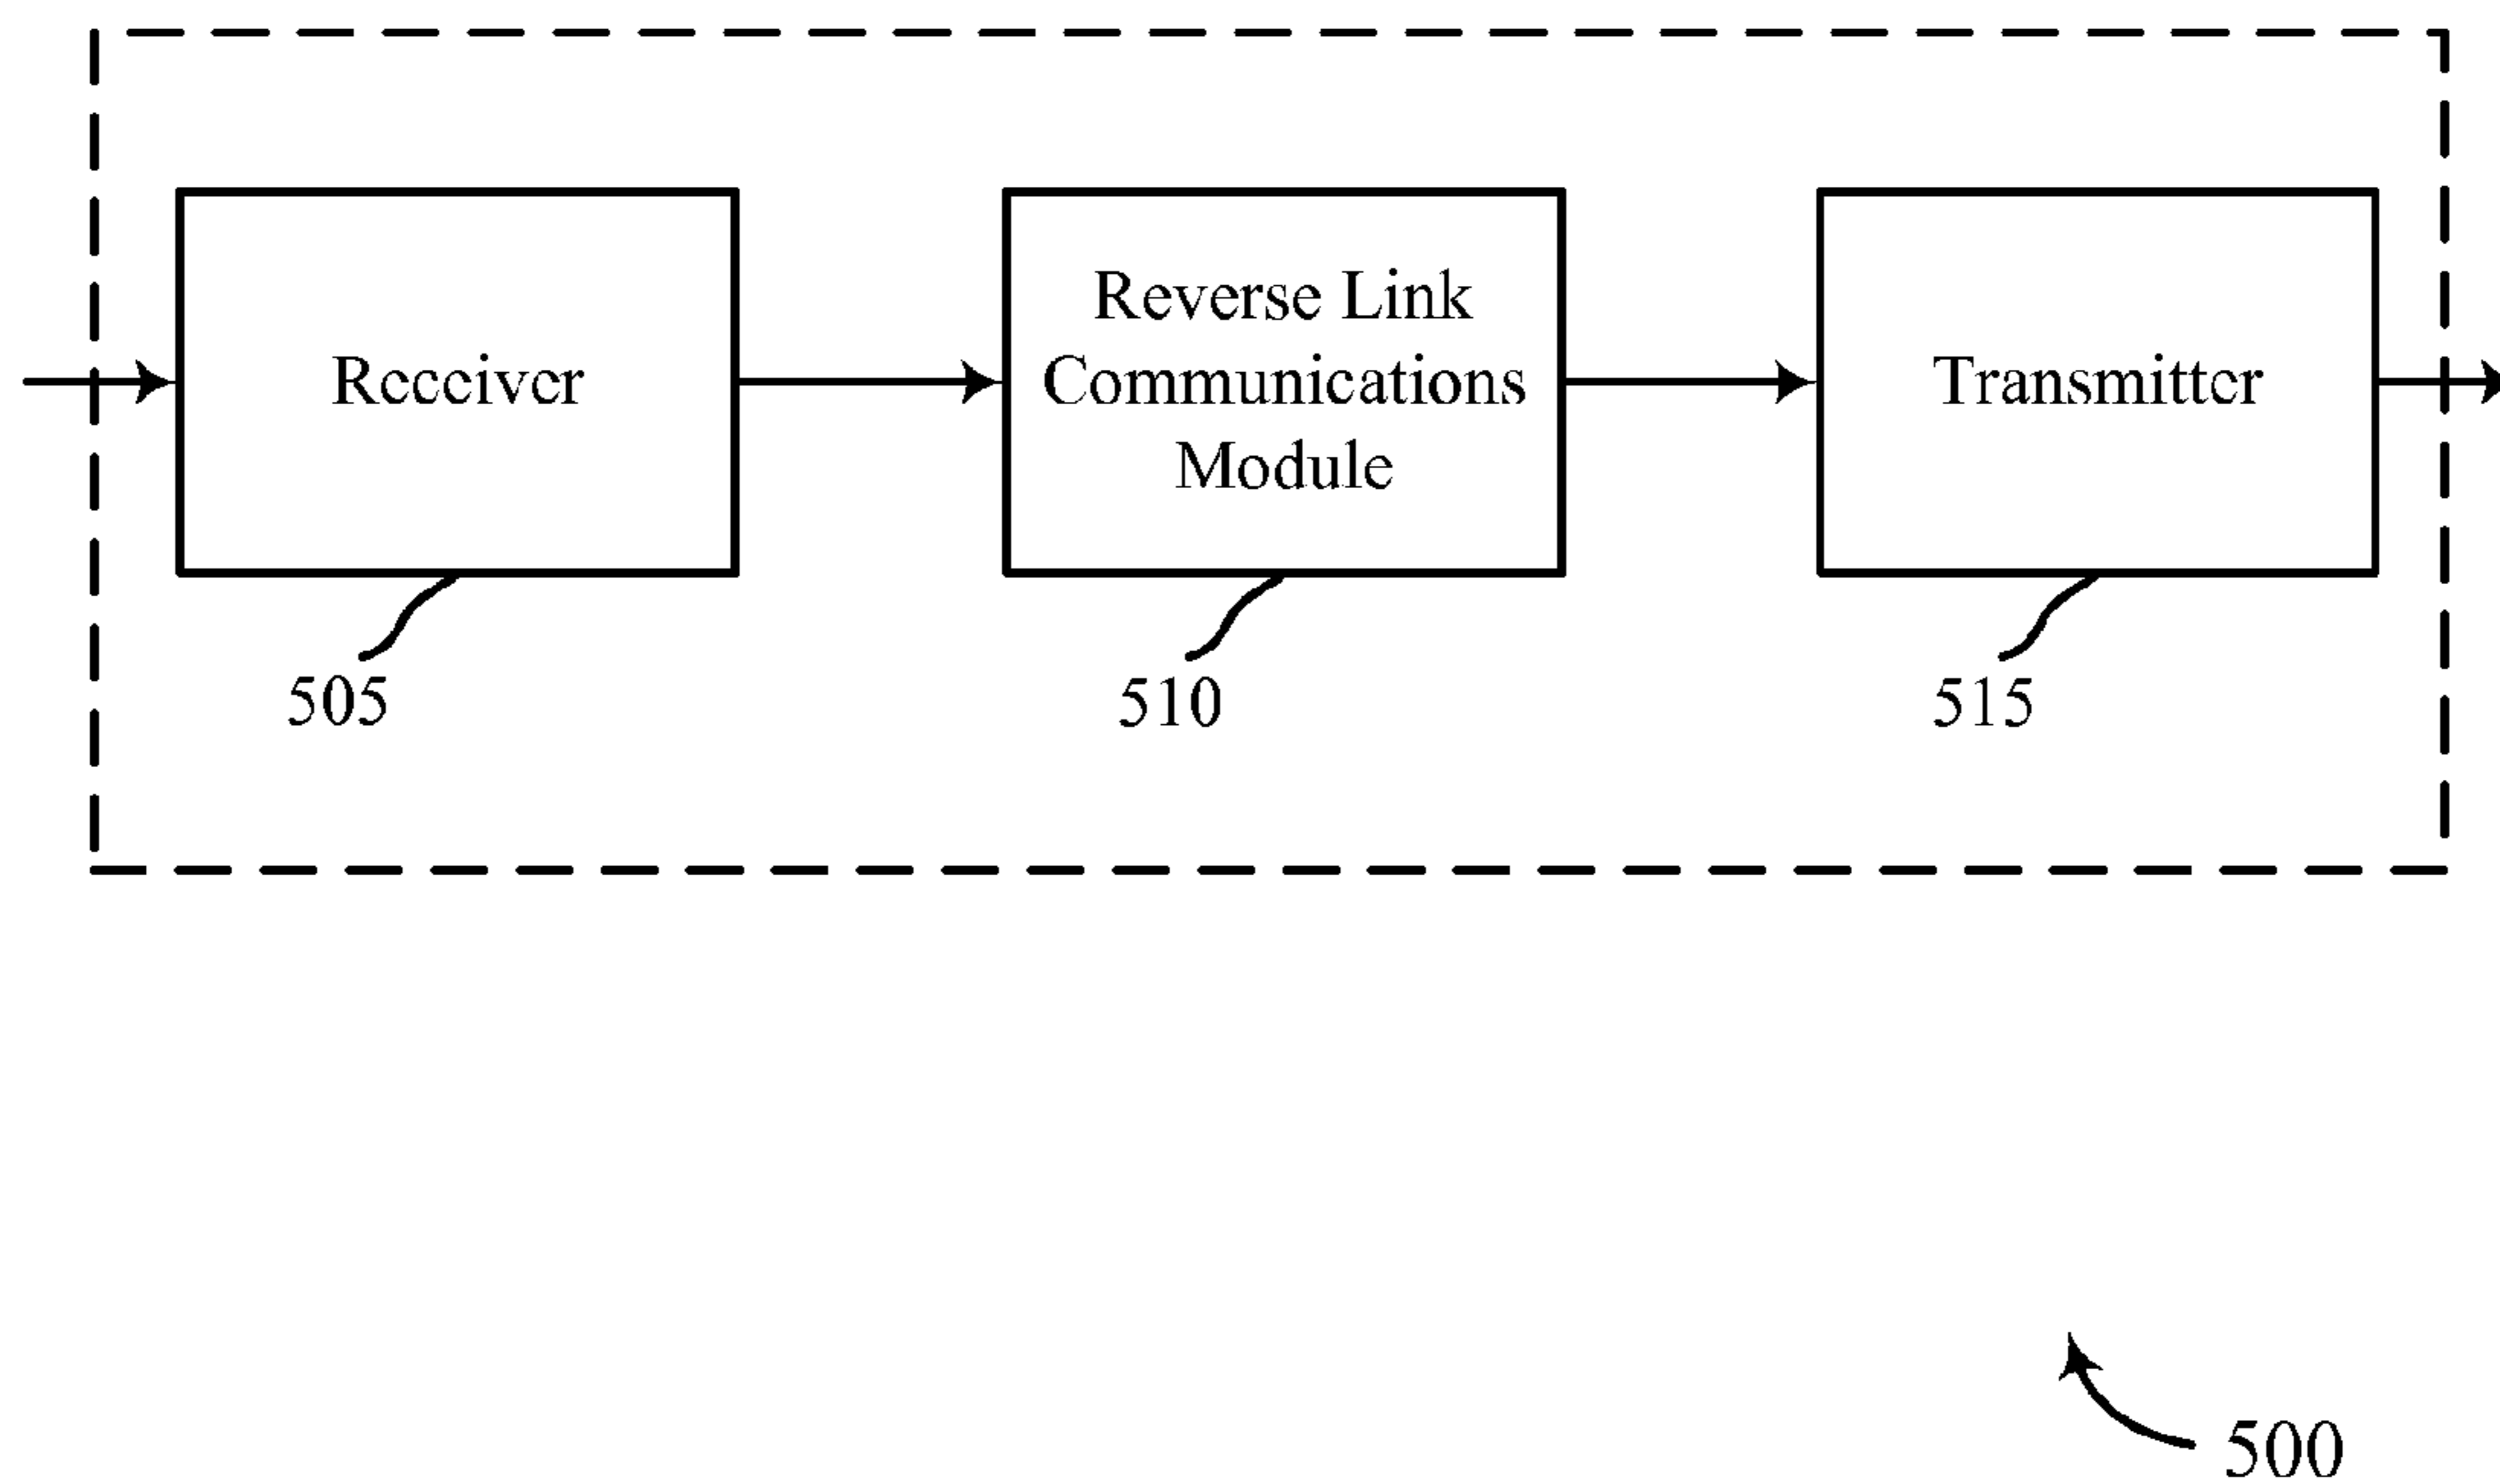 Receiver
Reverse Link
Communications
Module
Transmitter
505
510
515
500